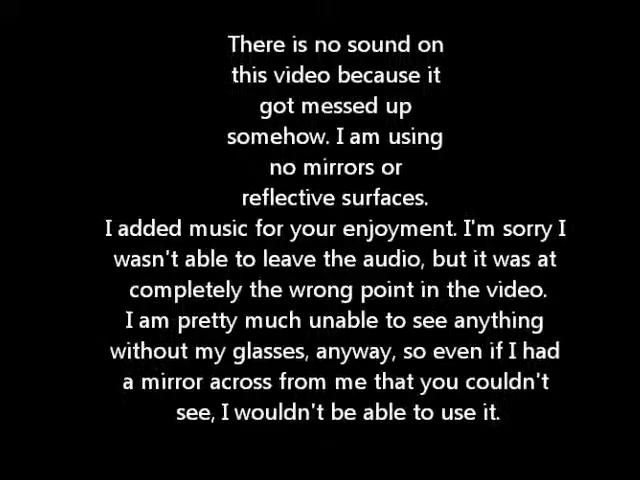 There is no sound on
this video because it
got messed up
somehow. I am using
no mirrors or
reflective surfaces.
I added music for your enjoyment. I'm sorry I
wasn't able to leave the audio, but it was at
completely the wrong point in the video.
I am pretty much unable to see anything
without my glasses, anyway, so even if I had
a mirror across from me that you couldn't
see, I wouldn't be able to use it.